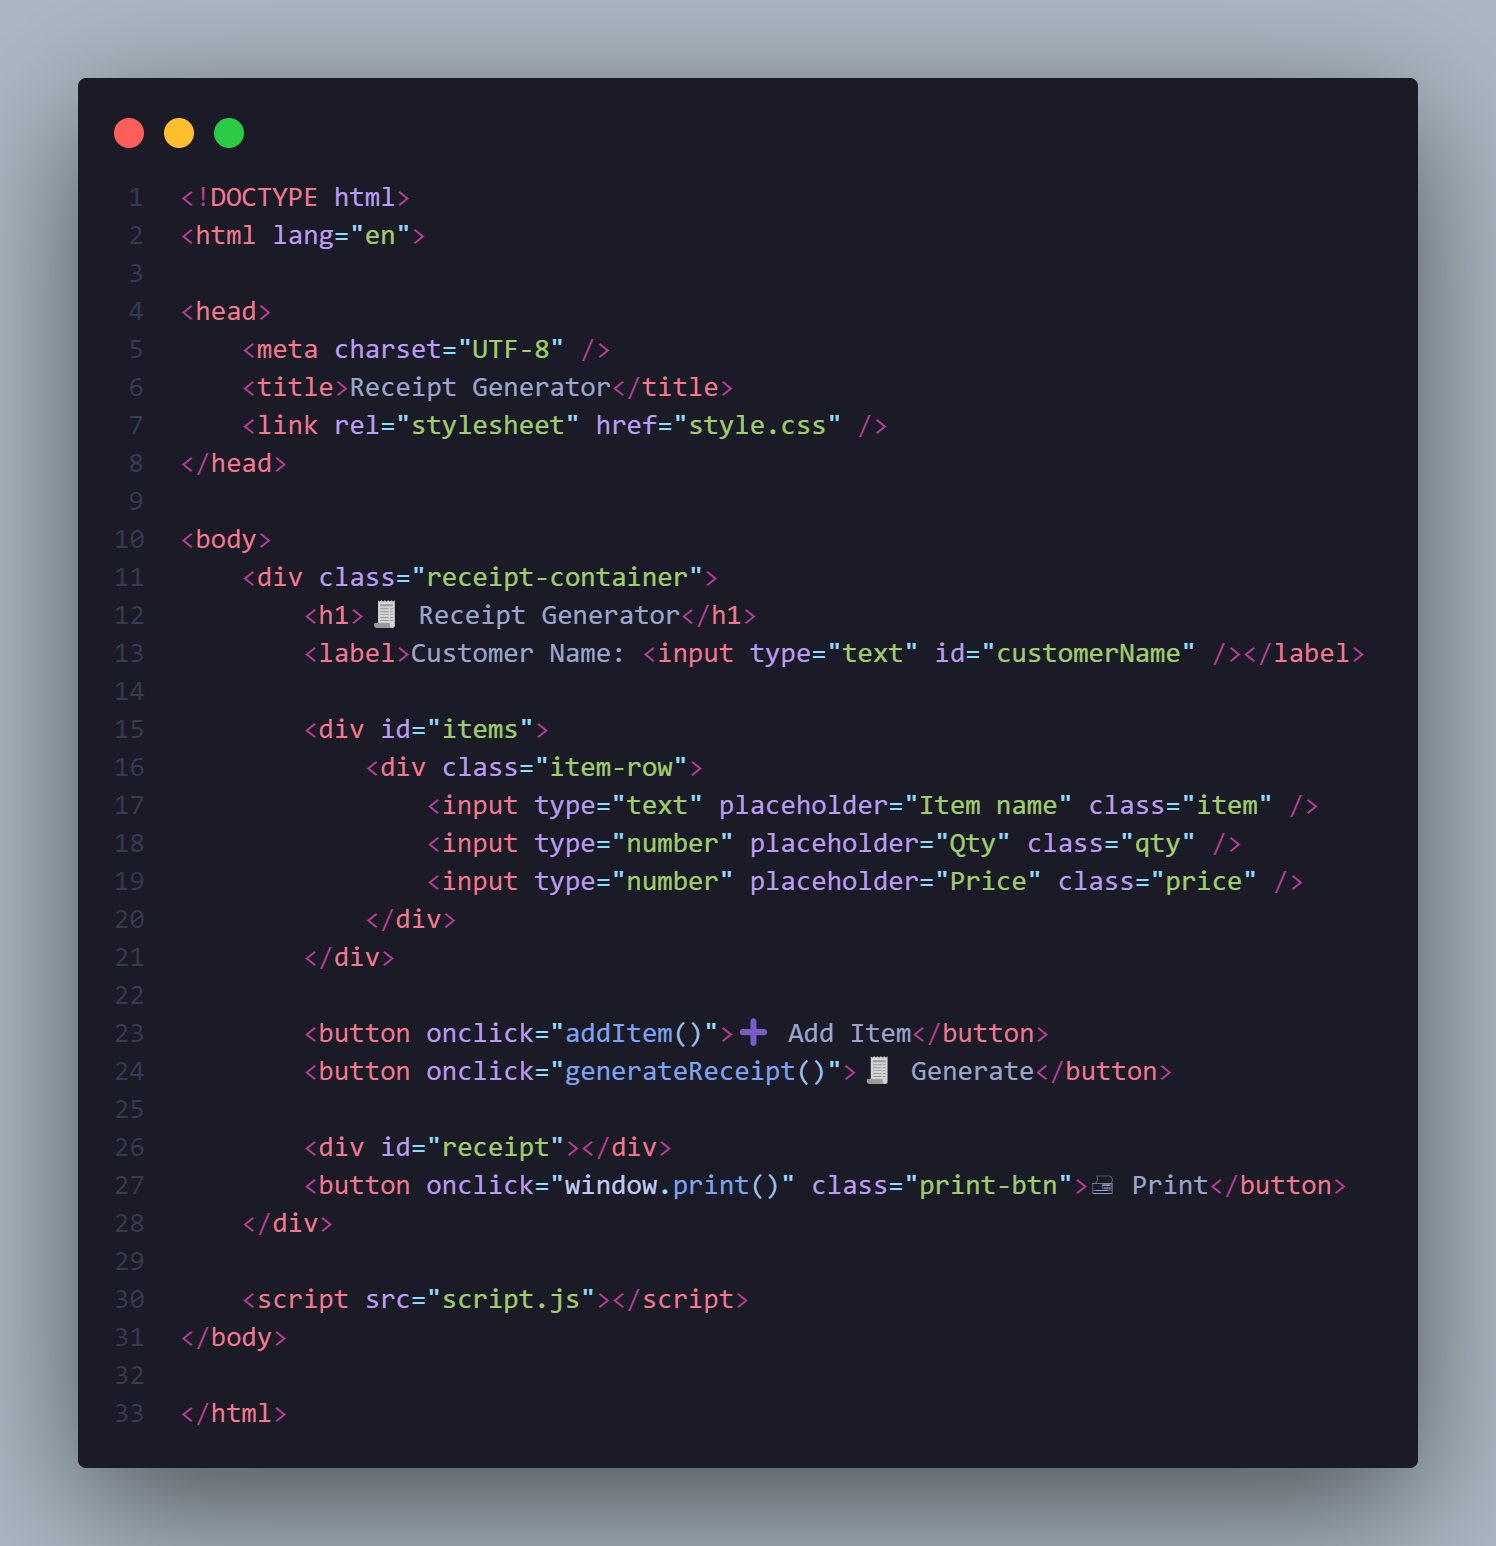 1 <!DOCTYPE html>
2 <html lang="en">
3
4 <head>
5     <meta charset="UTF-8" />
6     <title>Receipt Generator</title>
7     <link rel="stylesheet" href="style.css" />
8 </head>
9
10 <body>
11     <div class="receipt-container">
12         <h1>🧾 Receipt Generator</h1>
13         <label>Customer Name: <input type="text" id="customerName" /></label>
14
15         <div id="items">
16             <div class="item-row">
17                 <input type="text" placeholder="Item name" class="item" />
18                 <input type="number" placeholder="Qty" class="qty" />
19                 <input type="number" placeholder="Price" class="price" />
20             </div>
21         </div>
22
23         <button onclick="addItem()">➕ Add Item</button>
24         <button onclick="generateReceipt()">🧾 Generate</button>
25
26         <div id="receipt"></div>
27         <button onclick="window.print()" class="print-btn">🖨 Print</button>
28     </div>
29
30     <script src="script.js"></script>
31 </body>
32
33 </html>